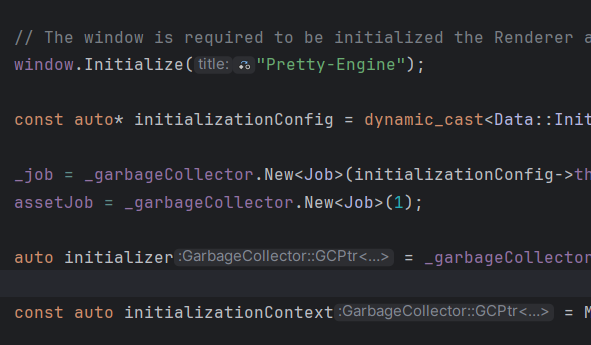 // The window is required to be initialized the Renderer a
window.Initialize( title: "Pretty-Engine");
const auto* initializationConfig = dynamic_cast<Data::Init
_job = _garbageCollector.New<Job>(initializationConfig->th
assetJob = _garbageCollector.New<Job>(1);
auto initializer :GarbageCollector::GCPtr<...> = _garbageCollector
const auto initializationContext :GarbageCollector::GCPtr<...> = M